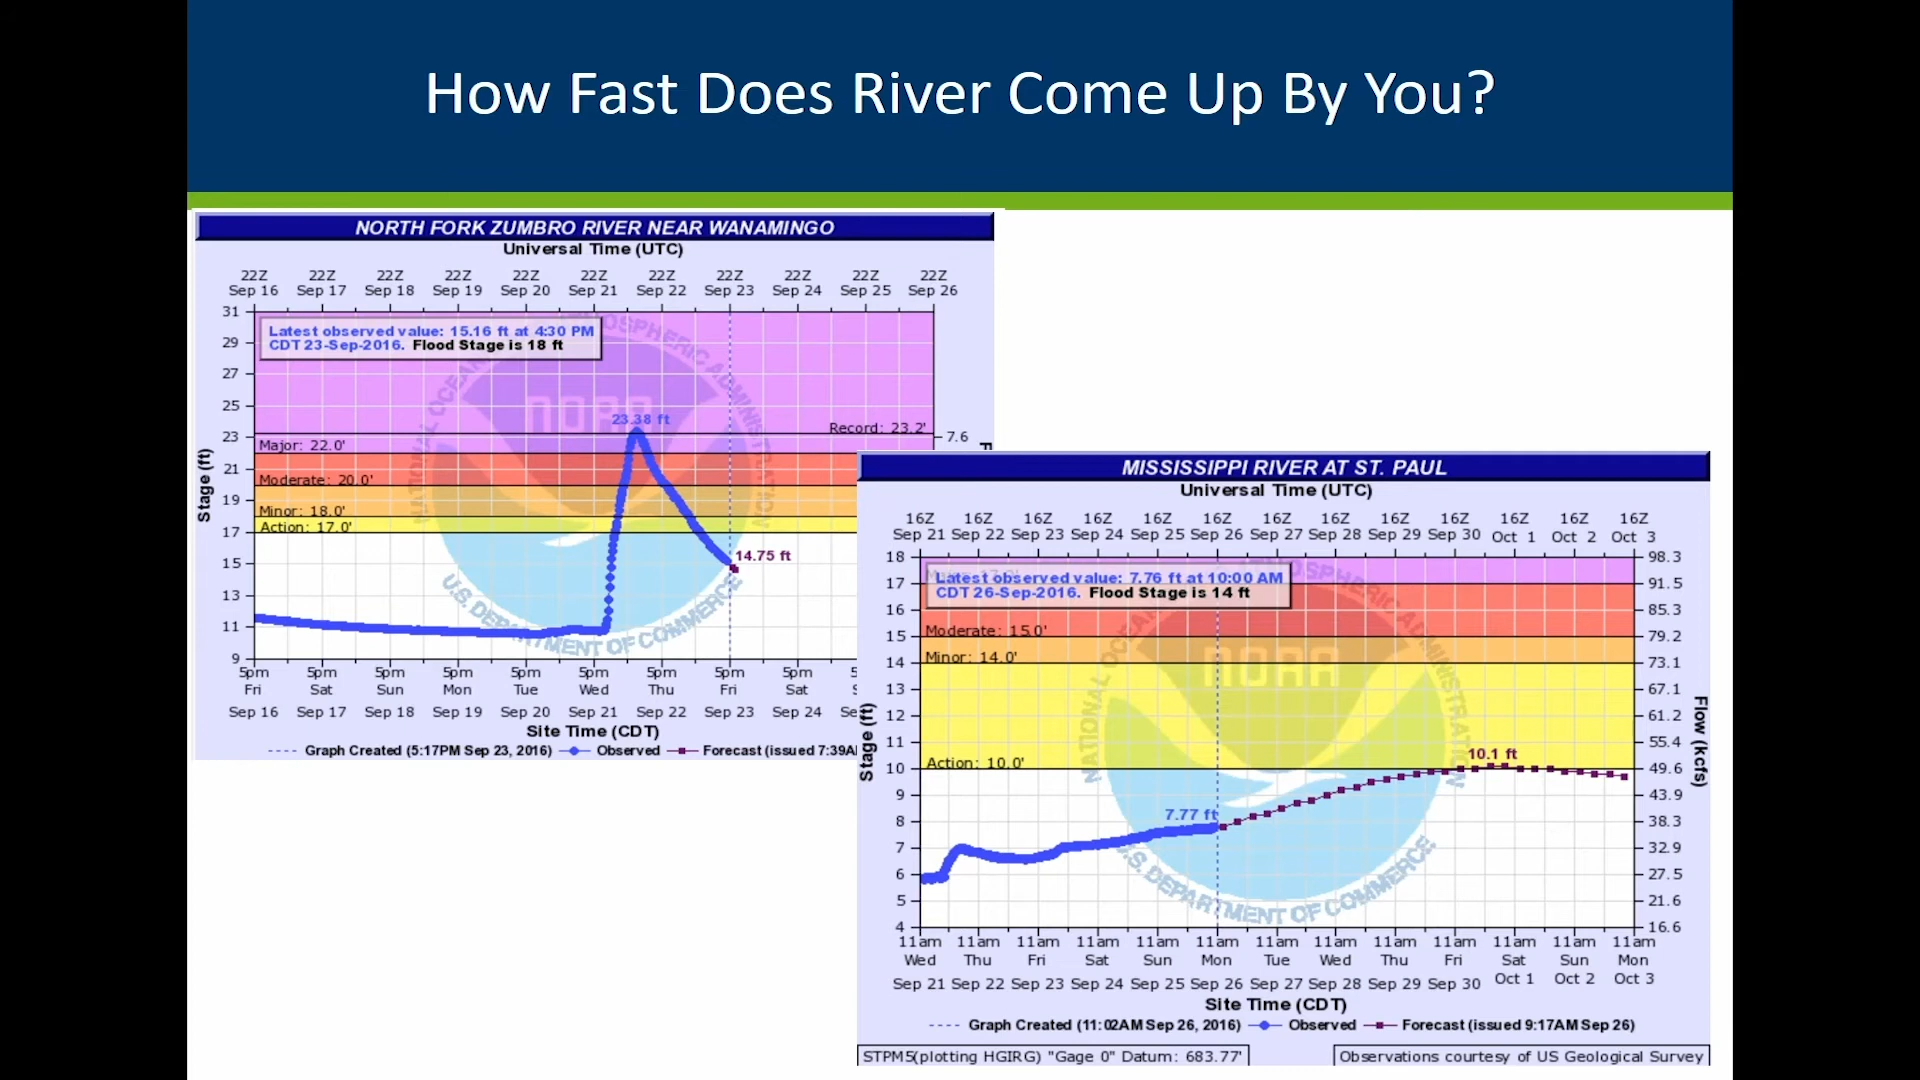 How Fast Does River Come Up By You?
NORTH FORK ZUMBRO RIVER NEAR WANAMINGO
Universal Time (UTC)
22Z 22Z 22Z 22Z 22Z 22Z 22Z 22Z 22Z 22Z 22Z
Sep 16 Sep 17 Sep 18 Sep 19 Sep 20 Sep 21 Sep 22 Sep 23 Sep 24 Sep 25 Sep 26
31
Latest observed value: 15.16 ft at 4:30 PM
CDT 23-Sep-2016. Flood Stage is 18 ft
29
27
25
23.38 ft
Record: 23.2'
23
7.6
Major: 22.0'
21
Moderate: 20.0'
19
Minor: 18.0'
Action: 17.0'
17
15
14.75 ft
13
11
9
Stage (ft)
NOAA
U.S. DEPARTMENT OF COMMERCE
5pm 5pm 5pm 5pm 5pm 5pm 5pm 5pm 5pm
Fri Sat Sun Mon Tue Wed Thu Fri Sat
Sep 16 Sep 17 Sep 18 Sep 19 Sep 20 Sep 21 Sep 22 Sep 23 Sep 24
Site Time (CDT)
Graph Created (5:17PM Sep 23, 2016) Observed Forecast (issued 7:39A
MISSISSIPPI RIVER AT ST. PAUL
Universal Time (UTC)
16Z 16Z 16Z 16Z 16Z 16Z 16Z 16Z 16Z 16Z 16Z 16Z 16Z
Sep 21 Sep 22 Sep 23 Sep 24 Sep 25 Sep 26 Sep 27 Sep 28 Sep 29 Sep 30 Oct 1 Oct 2 Oct 3
18 98.3
Latest observed value: 7.76 ft at 10:00 AM
CDT 26-Sep-2016. Flood Stage is 14 ft
17 91.5
16 85.3
Moderate: 15.0'
15 79.2
Minor: 14.0'
14 73.1
13 67.1
12 61.2
11 55.4
10.1 ft
Action: 10.0'
10 49.6
9 43.9
7.77 ft
8 38.3
7 32.9
6 27.5
5 21.6
4 16.6
Stage (ft)
Flow (kcfs)
NOAA
U.S. DEPARTMENT OF COMMERCE
11am 11am 11am 11am 11am 11am 11am 11am 11am 11am 11am 11am 11am
Wed Thu Fri Sat Sun Mon Tue Wed Thu Fri Sat Sun Mon
Sep 21 Sep 22 Sep 23 Sep 24 Sep 25 Sep 26 Sep 27 Sep 28 Sep 29 Sep 30 Oct 1 Oct 2 Oct 3
Site Time (CDT)
Graph Created (11:02AM Sep 26, 2016) Observed Forecast (issued 9:17AM Sep 26)
STPM5(plotting HGIRG) "Gage 0" Datum: 683.77'
Observations courtesy of US Geological Survey